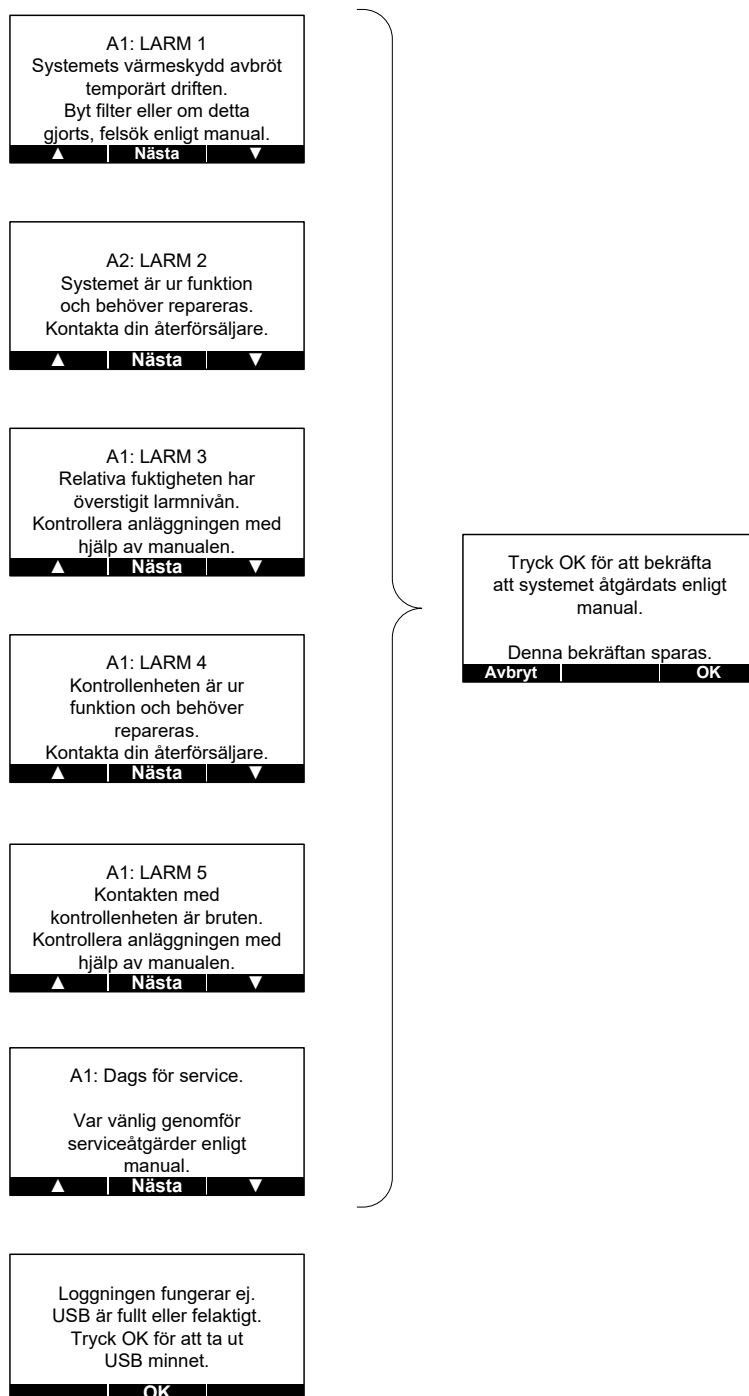 A1: LARM 1
Systemets värmeskydd avbröt
temporärt driften.
Byt filter eller om detta
gjorts, felsök enligt manual.
▲ Nästa ▼
A2: LARM 2
Systemet är ur funktion
och behöver repareras.
Kontakta din återförsäljare.
▲ Nästa ▼
A1: LARM 3
Relativa fuktigheten har
överstigit larmnivån.
Kontrollera anläggningen med
hjälp av manualen.
▲ Nästa ▼
A1: LARM 4
Kontrollenheten är ur
funktion och behöver
repareras.
Kontakta din återförsäljare.
▲ Nästa ▼
A1: LARM 5
Kontakten med
kontrollenheten är bruten.
Kontrollera anläggningen med
hjälp av manualen.
▲ Nästa ▼
A1: Dags för service.
Var vänlig genomför
serviceåtgärder enligt
manual.
▲ Nästa ▼
Loggningen fungerar ej.
USB är fullt eller felaktigt.
Tryck OK för att ta ut
USB minnet.
OK
Tryck OK för att bekräfta
att systemet åtgärdats enligt
manual.
Denna bekräftan sparas.
Avbryt OK